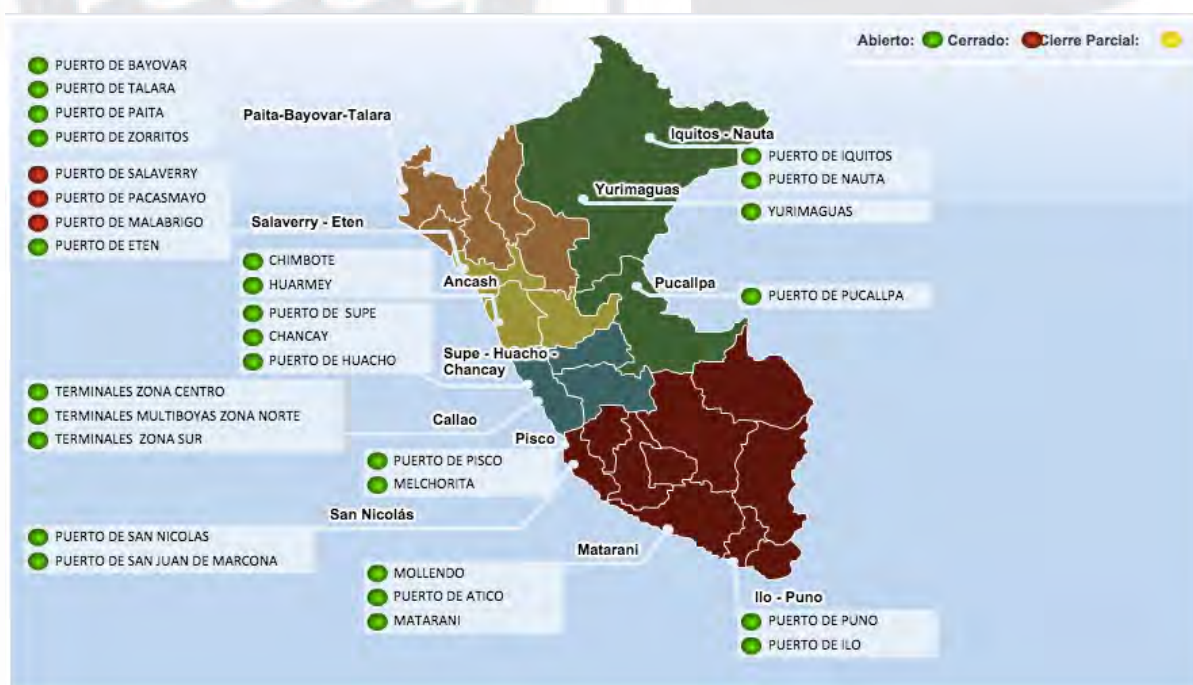 Abierto: Cerrado: Cierre Parcial:
PUERTO DE BAYOVAR
PUERTO DE TALARA
PUERTO DE PAITA
PUERTO DE ZORRITOS
Paita-Bayovar-Talara
PUERTO DE SALAVERRY
PUERTO DE PACASMAYO
PUERTO DE MALABRIGO
PUERTO DE ETEN
Salaverry - Eten
Iquitos - Nauta
PUERTO DE IQUITOS
PUERTO DE NAUTA
Yurimaguas
YURIMAGUAS
CHIMBOTE
HUARMEY
Ancash
Pucallpa
PUERTO DE PUCALLPA
PUERTO DE SUPE
CHANCAY
PUERTO DE HUACHO
Supe - Huacho -
Chancay
TERMINALES ZONA CENTRO
TERMINALES MULTIBOYAS ZONA NORTE
TERMINALES ZONA SUR
Callao
Pisco
PUERTO DE PISCO
MELCHORITA
San Nicolás
PUERTO DE SAN NICOLAS
PUERTO DE SAN JUAN DE MARCONA
Matarani
MOLLENDO
PUERTO DE ATICO
MATARANI
Ilo - Puno
PUERTO DE PUNO
PUERTO DE ILO